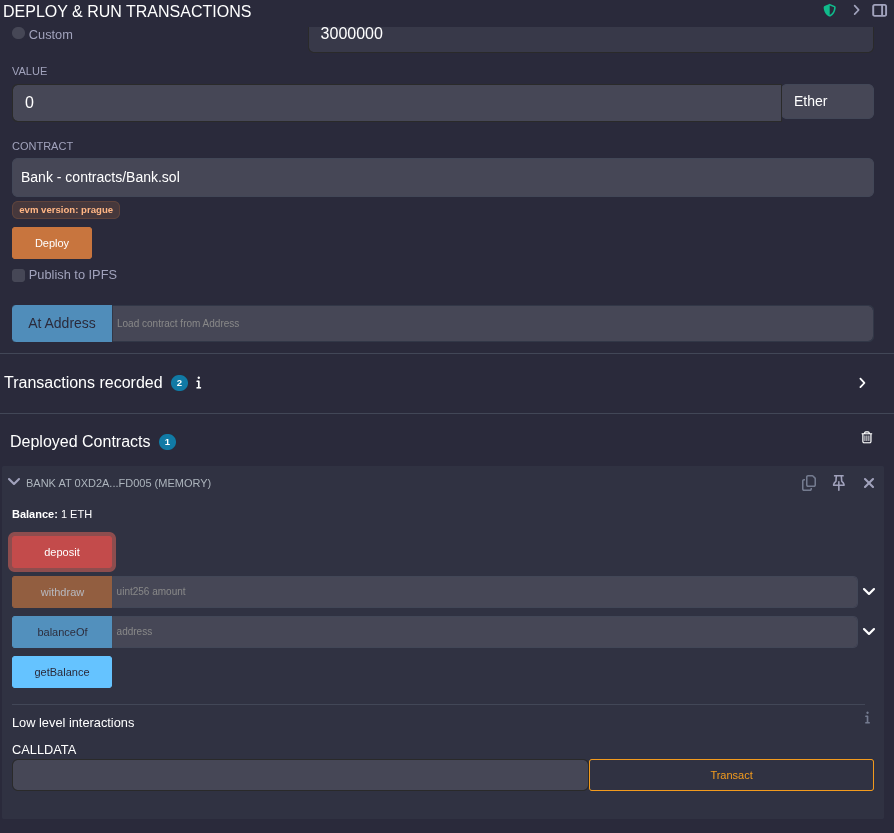 DEPLOY & RUN TRANSACTIONS
Custom
3000000
VALUE
0
Ether
CONTRACT
Bank - contracts/Bank.sol
evm version: prague
Deploy
Publish to IPFS
At Address
Load contract from Address
Transactions recorded 2
Deployed Contracts 1
BANK AT 0XD2A...FD005 (MEMORY)
Balance: 1 ETH
deposit
withdraw
uint256 amount
balanceOf
address
getBalance
Low level interactions
CALLDATA
Transact